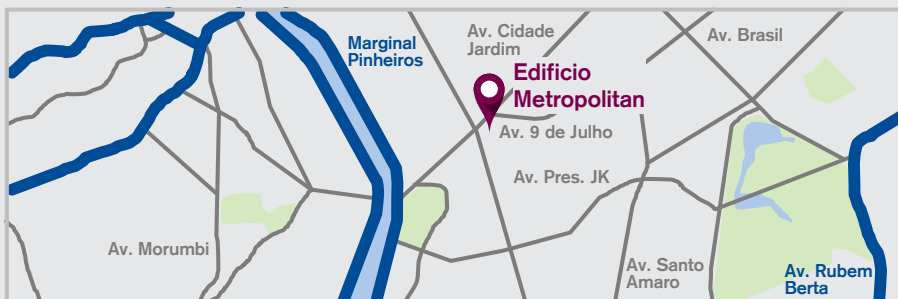 Marginal
Pinheiros
Av. Cidade
Jardim
Av. Brasil
Edificio
Metropolitan
Av. 9 de Julho
Av. Pres. JK
Av. Morumbi
Av. Santo
Amaro
Av. Rubem
Berta